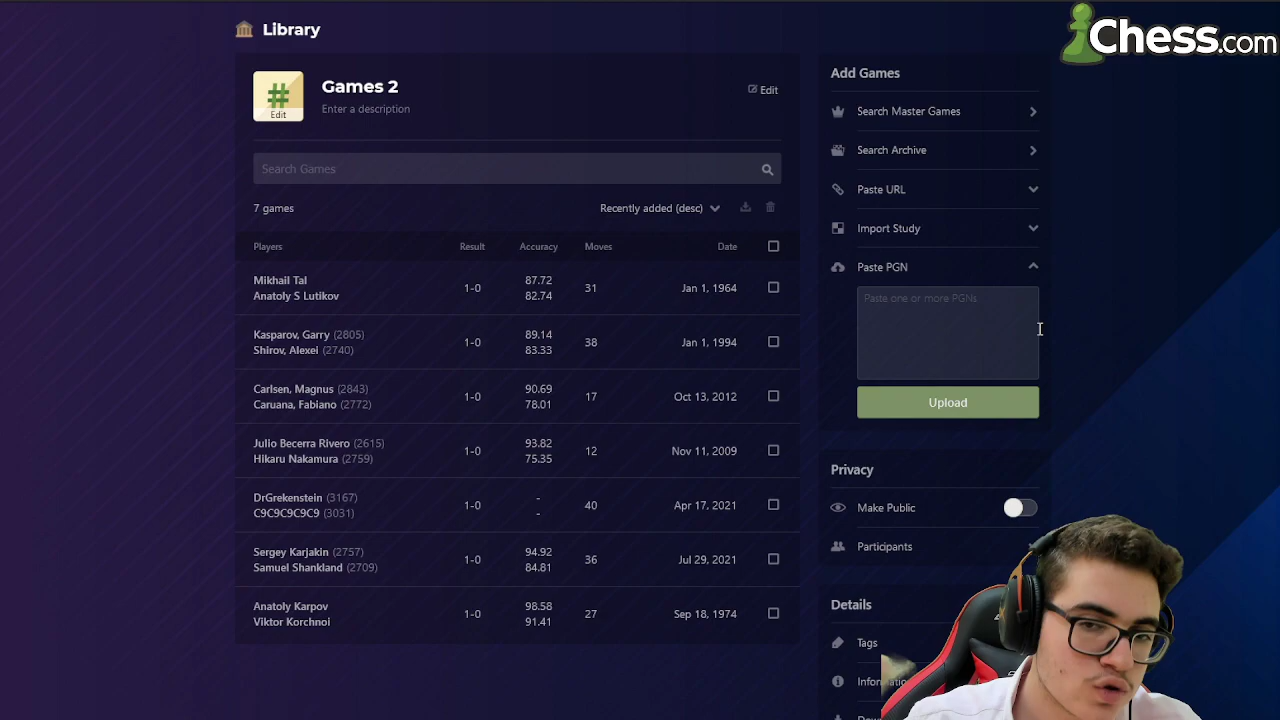 Chess.com
Library
Games 2
Edit
Enter a description
Edit
Search Games
7 games
Recently added (desc)
Players Result Accuracy Moves Date
Mikhail Tal
Anatoly S Lutikov
1-0
87.72
82.74
31
Jan 1, 1964
Kasparov, Garry (2805)
Shirov, Alexei (2740)
1-0
89.14
83.33
38
Jan 1, 1994
Carlsen, Magnus (2843)
Caruana, Fabiano (2772)
1-0
90.69
78.01
17
Oct 13, 2012
Julio Becerra Rivero (2615)
Hikaru Nakamura (2759)
1-0
93.82
75.35
12
Nov 11, 2009
DrGrekenstein (3167)
C9C9C9C9C9 (3031)
1-0
-
-
40
Apr 17, 2021
Sergey Karjakin (2757)
Samuel Shankland (2709)
1-0
94.92
84.81
36
Jul 29, 2021
Anatoly Karpov
Viktor Korchnoi
1-0
98.58
91.41
27
Sep 18, 1974
Add Games
Search Master Games
Search Archive
Paste URL
Import Study
Paste PGN
Paste one or more PGNs.
Upload
Privacy
Make Public
Participants
Details
Tags